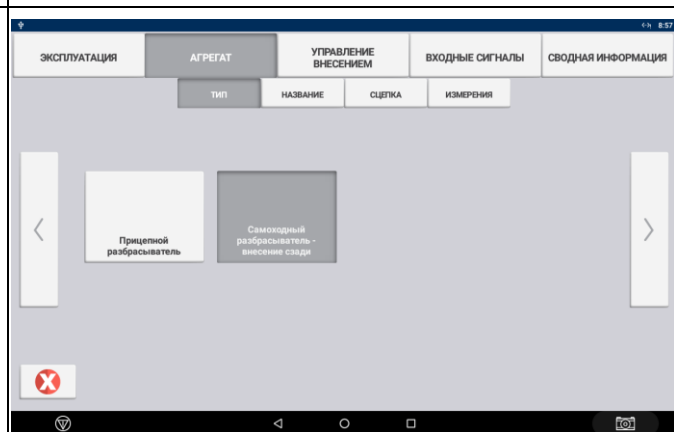 8:57
ЭКСПЛУАТАЦИЯ
АГРЕГАТ
УПРАВЛЕНИЕ
ВНЕСЕНИЕМ
ВХОДНЫЕ СИГНАЛЫ
СВОДНАЯ ИНФОРМАЦИЯ
ТИП
НАЗВАНИЕ
СЦЕПКА
ИЗМЕРЕНИЯ
Прицепной
разбрасыватель
Самоходный
разбрасыватель -
внесение сзади